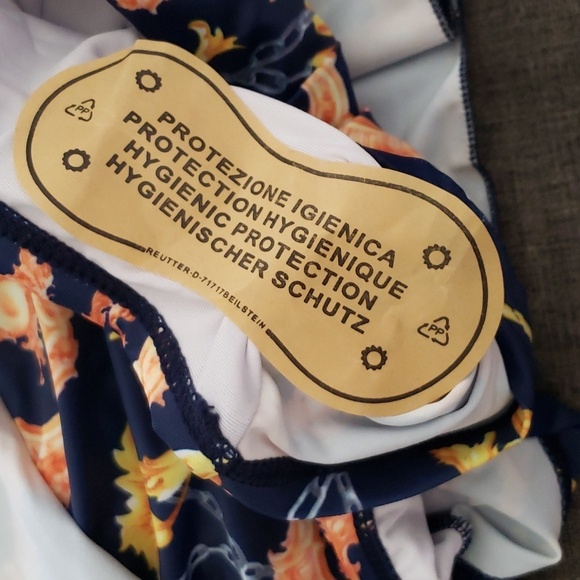 PP
PROTEZIONE IGIENICA
PROTECTION HYGIENIQUE
HYGIENIC PROTECTION
HYGIENISCHER SCHUTZ
REUTTER-D-71717BEILSTEIN
PP